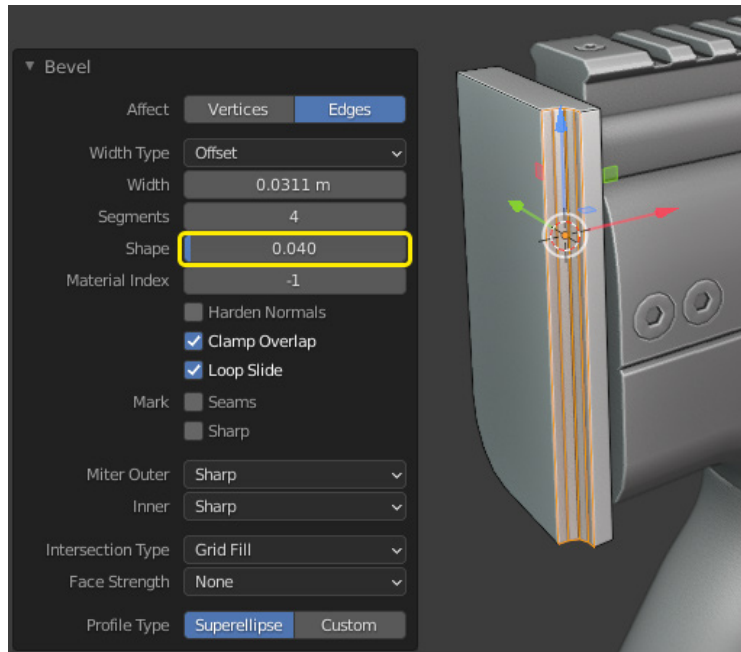 Bevel
Affect Vertices Edges
Width Type Offset
Width 0.0311 m
Segments 4
Shape 0.040
Material Index -1
Harden Normals
Clamp Overlap
Loop Slide
Mark Seams
Sharp
Miter Outer Sharp
Inner Sharp
Intersection Type Grid Fill
Face Strength None
Profile Type Superellipse Custom